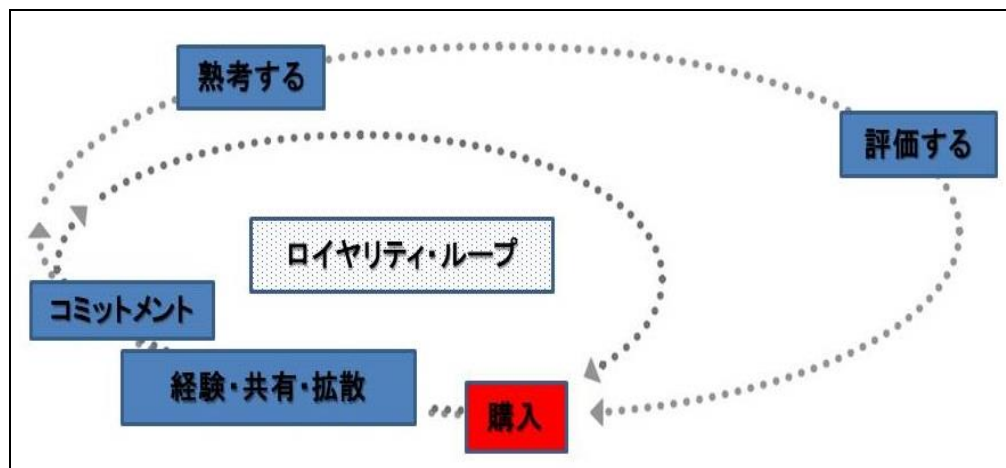 熟考する
評価する
ロイヤリティ・ループ
コミットメント
経験・共有・拡散
購入